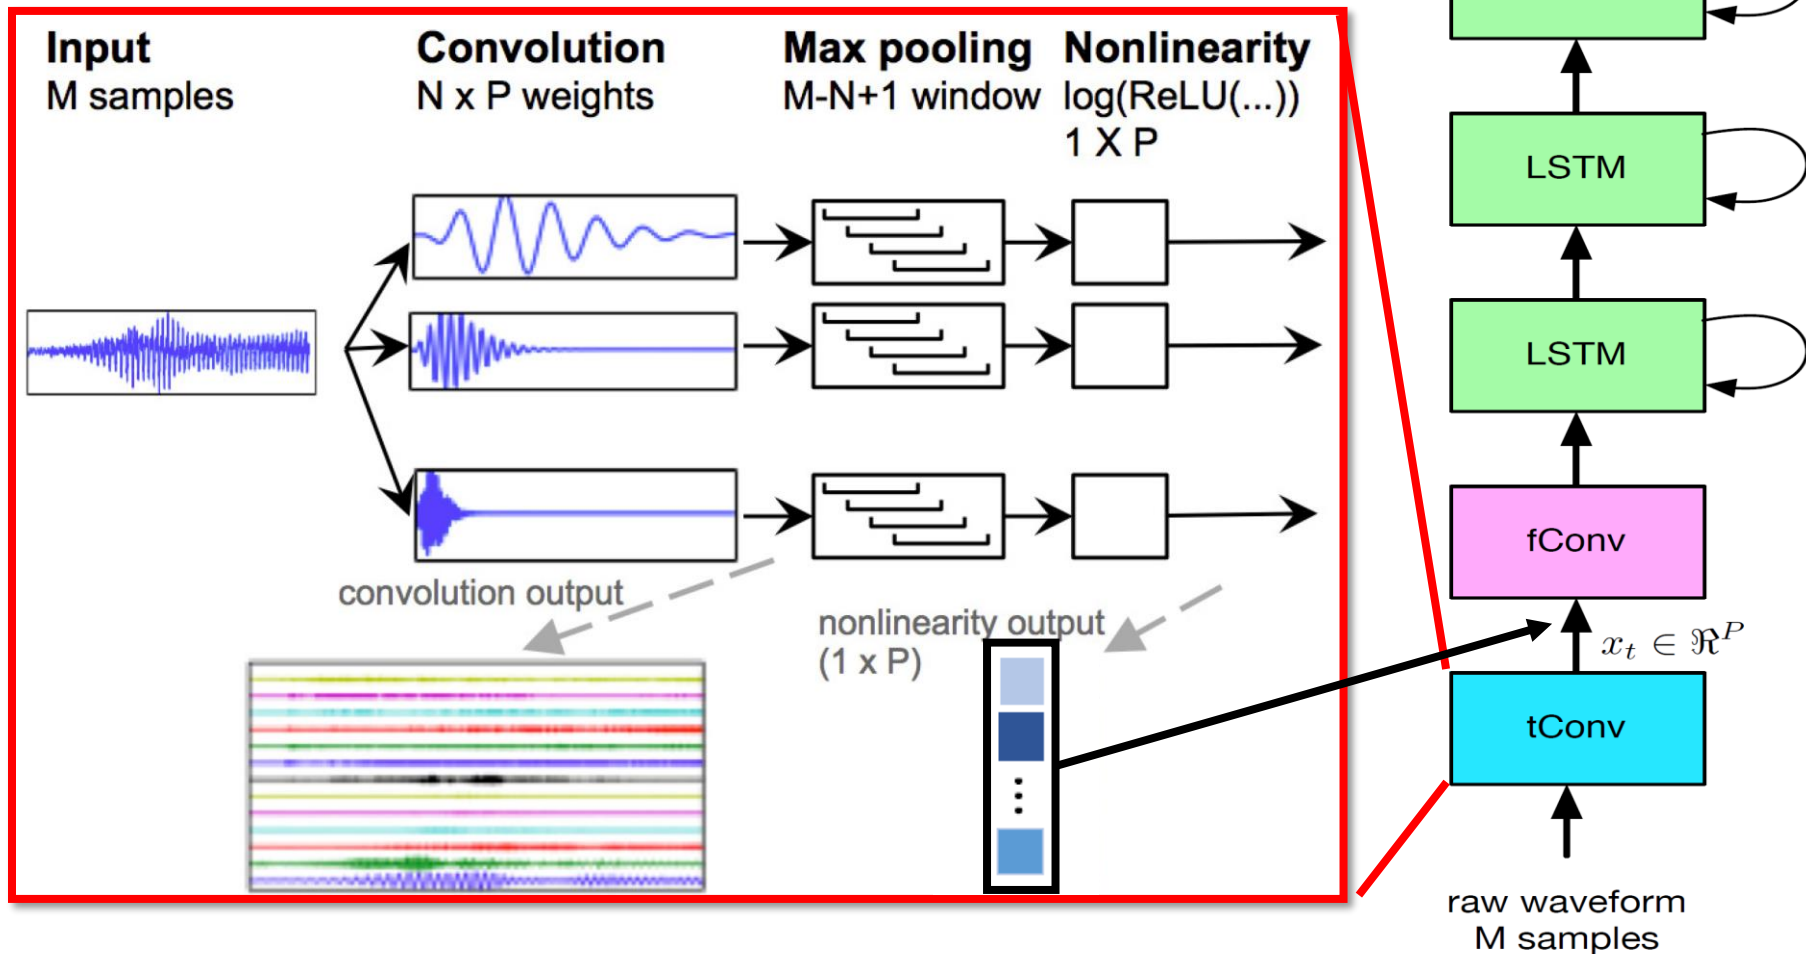 Input
M samples
Convolution
N x P weights
Max pooling
M-N+1 window
Nonlinearity
log(ReLU(...))
1 X P
convolution output
nonlinearity output
(1 x P)
LSTM
LSTM
fConv
x_t ∈ ℜ^P
tConv
raw waveform
M samples